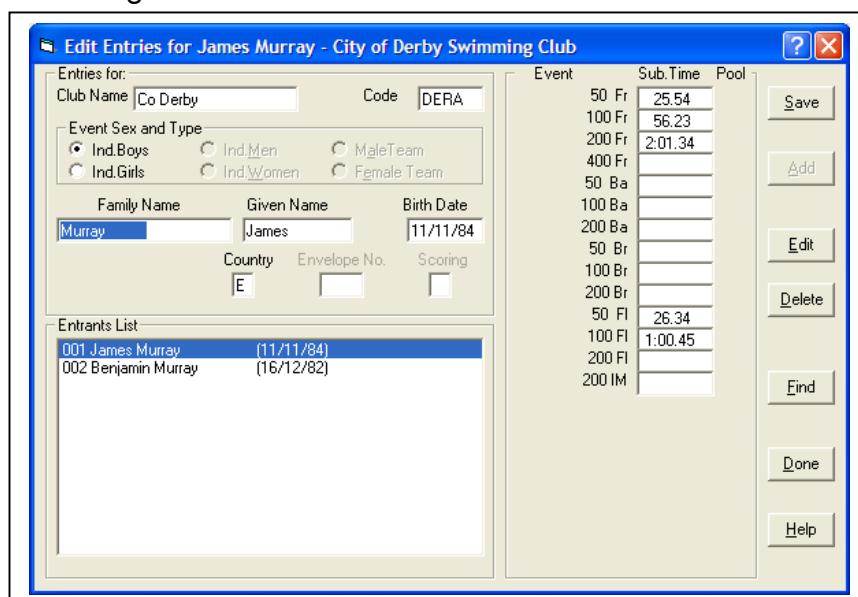 Edit Entries for James Murray - City of Derby Swimming Club
Entries for:
Club Name Co Derby Code DERA
Event Sex and Type
Ind.Boys Ind.Men MaleTeam
Ind.Girls Ind.Women Female Team
Family Name Given Name Birth Date
Murray James 11/11/84
Country Envelope No. Scoring
E
Entrants List
001 James Murray (11/11/84)
002 Benjamin Murray (16/12/82)
Event Sub.Time Pool
50 Fr 25.54
100 Fr 56.23
200 Fr 2:01.34
400 Fr
50 Ba
100 Ba
200 Ba
50 Br
100 Br
200 Br
50 Fl 26.34
100 Fl 1:00.45
200 Fl
200 IM
Save
Add
Edit
Delete
Find
Done
Help